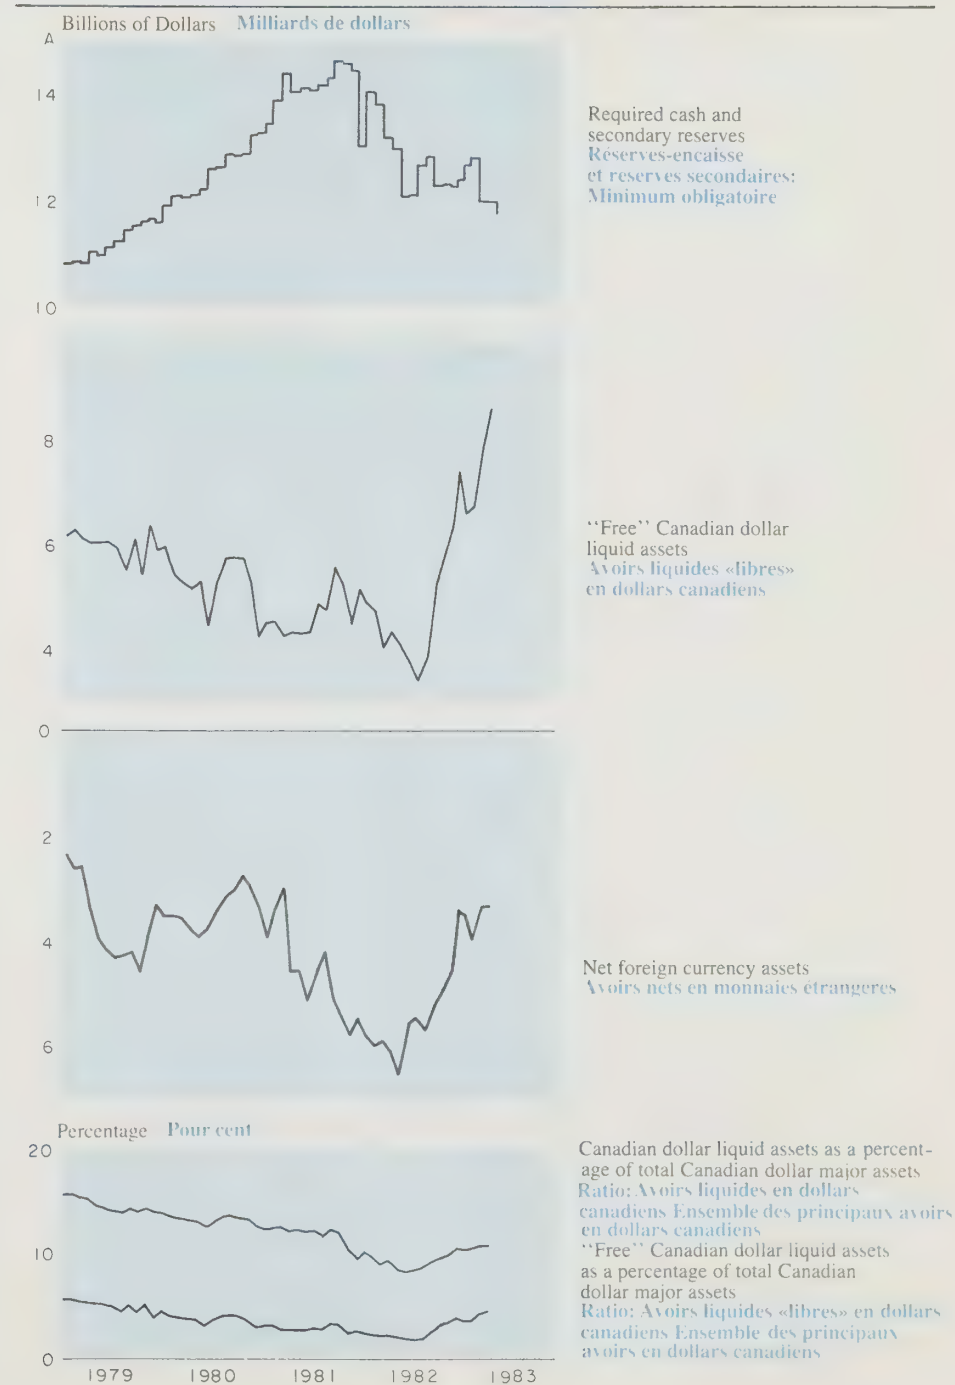 Billions of Dollars Milliards de dollars
A
14
12
10
Required cash and
secondary reserves
Réserves-encaisse
et reserves secondaires:
Minimum obligatoire
8
6
4
"Free" Canadian dollar
liquid assets
Avoirs liquides «libres»
en dollars canadiens
0
2
4
6
Net foreign currency assets
Avoirs nets en monnaies étrangeres
Percentage Pour cent
20
10
0
Canadian dollar liquid assets as a percent-
age of total Canadian dollar major assets
Ratio: Avoirs liquides en dollars
canadiens Ensemble des principaux avoirs
en dollars canadiens
"Free" Canadian dollar liquid assets
as a percentage of total Canadian
dollar major assets
Ratio: Avoirs liquides «libres» en dollars
canadiens Ensemble des principaux
avoirs en dollars canadiens
1979 1980 1981 1982 1983